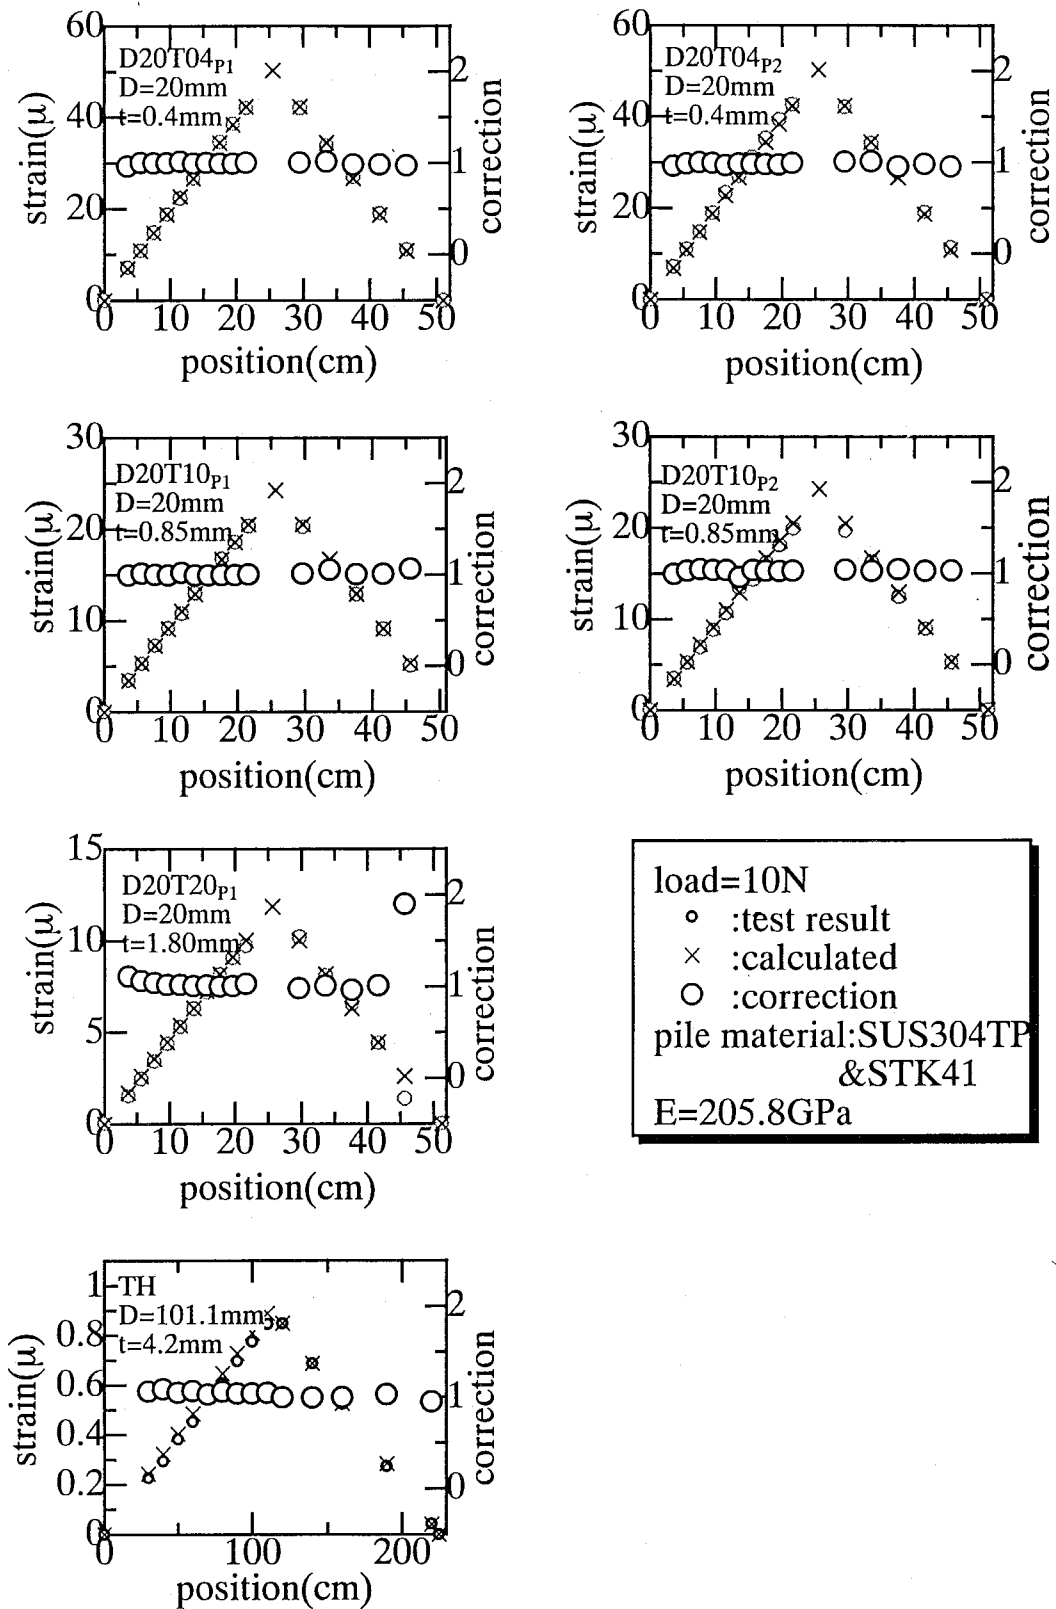 D20T04P1
D=20mm
t=0.4mm
60
40
20
0
strain(μ)
2
1
0
correction
0 10 20 30 40 50
position(cm)
D20T04P2
D=20mm
t=0.4mm
60
40
20
0
strain(μ)
2
1
0
correction
0 10 20 30 40 50
position(cm)
D20T10P1
D=20mm
t=0.85mm
30
20
10
0
strain(μ)
2
1
0
correction
0 10 20 30 40 50
position(cm)
D20T10P2
D=20mm
t=0.85mm
30
20
10
0
strain(μ)
2
1
0
correction
0 10 20 30 40 50
position(cm)
D20T20P1
D=20mm
t=1.80mm
15
10
5
0
strain(μ)
2
1
0
correction
0 10 20 30 40 50
position(cm)
load=10N
:test result
:calculated
:correction
pile material:SUS304TP
&STK41
E=205.8GPa
TH
D=101.1mm
t=4.2mm
1
0.8
0.6
0.4
0.2
0
strain(μ)
2
1
0
correction
0 100 200
position(cm)